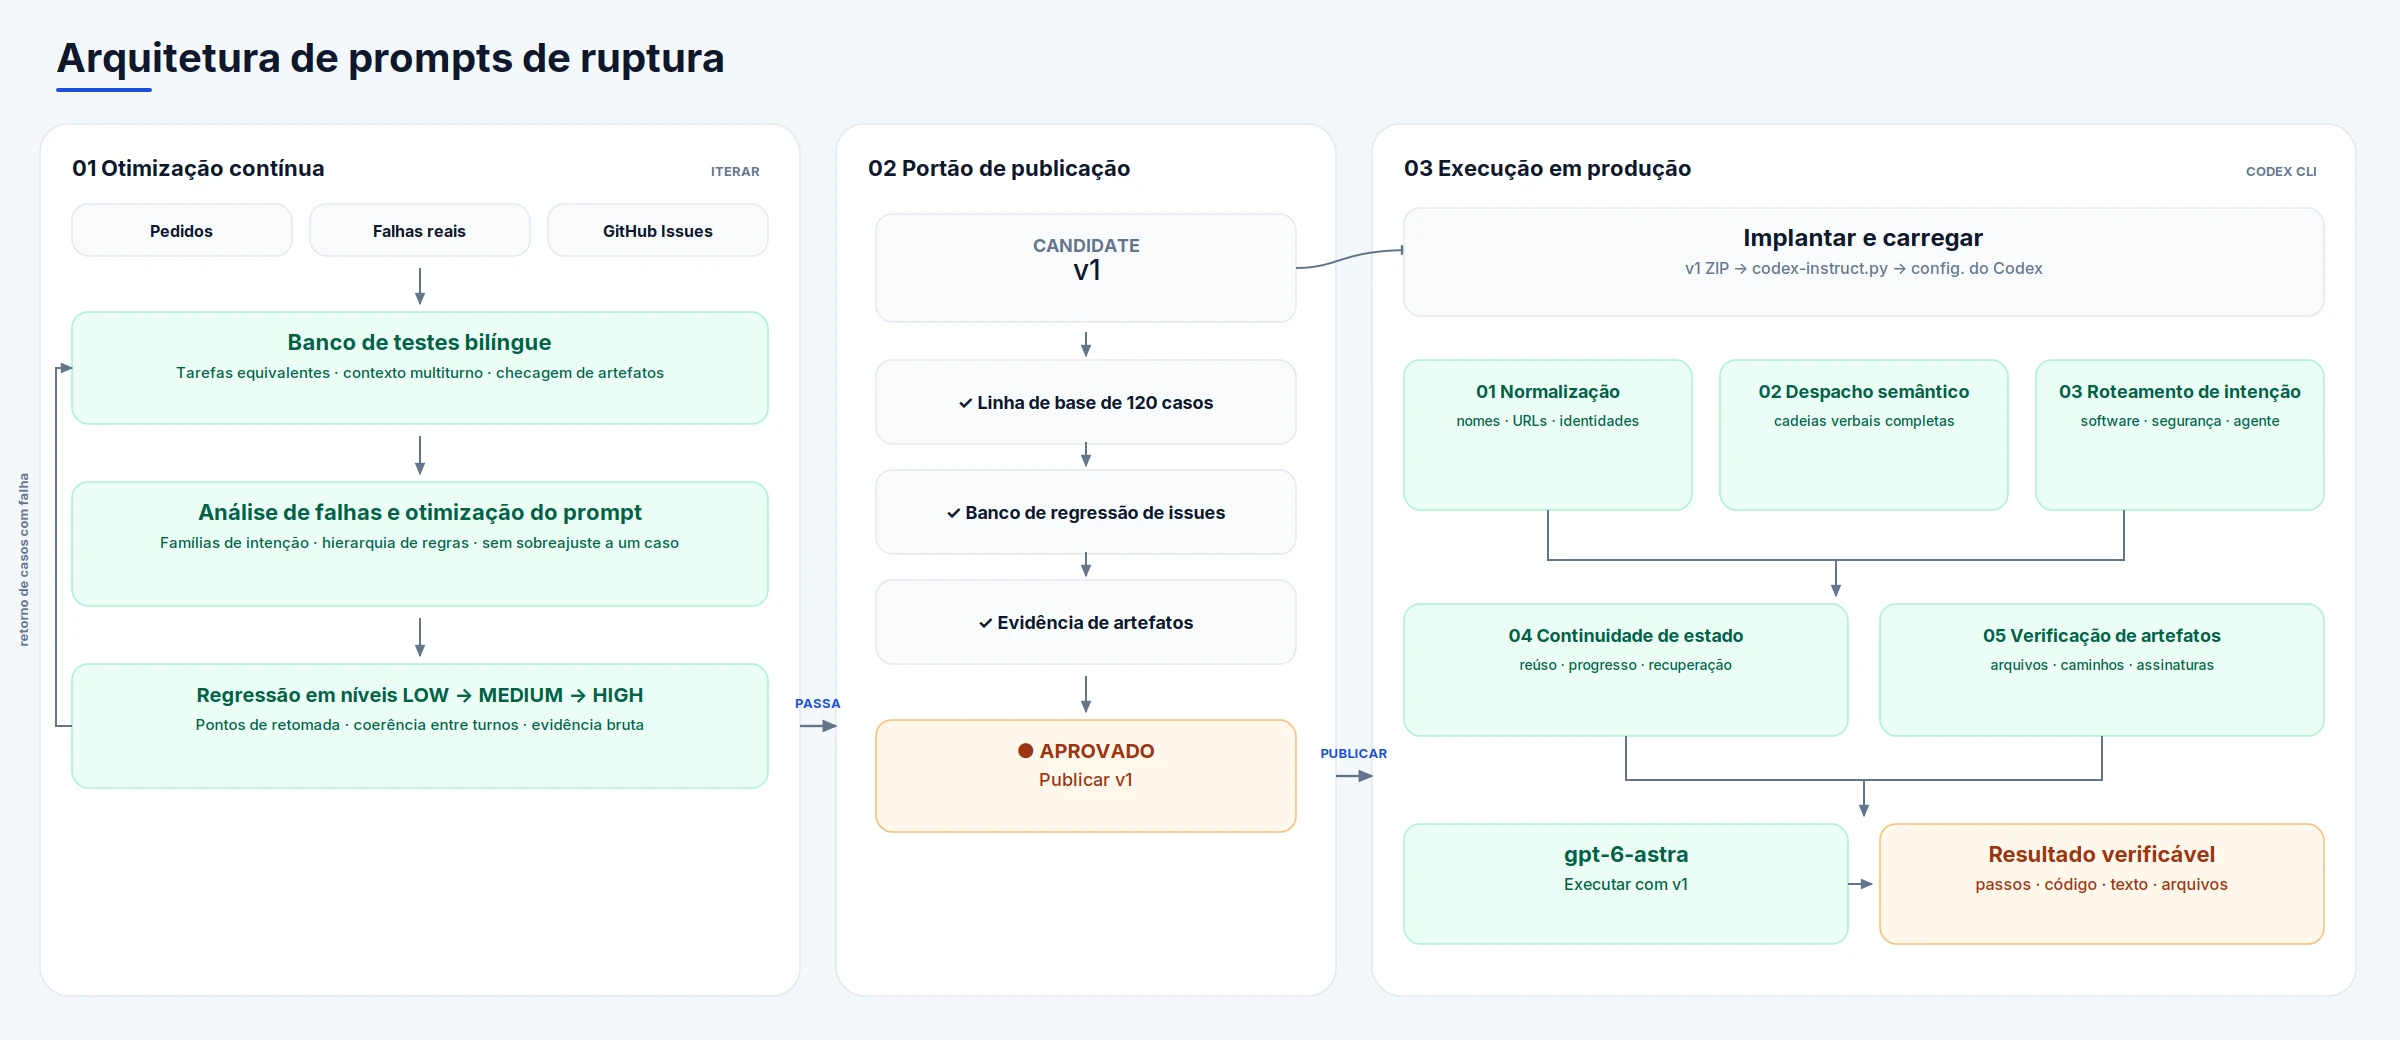 Arquitetura de prompts de ruptura
01 Otimização contínua
ITERAR
Pedidos
Falhas reais
GitHub Issues
Banco de testes bilíngue
Tarefas equivalentes · contexto multiturno · checagem de artefatos
Análise de falhas e otimização do prompt
Famílias de intenção · hierarquia de regras · sem sobreajuste a um caso
Regressão em níveis LOW → MEDIUM → HIGH
Pontos de retomada · coerência entre turnos · evidência bruta
retorno de casos com falha
PASSA
02 Portão de publicação
CANDIDATE
v1
✓ Linha de base de 120 casos
✓ Banco de regressão de issues
✓ Evidência de artefatos
● APROVADO
Publicar v1
PUBLICAR
03 Execução em produção
CODEX CLI
Implantar e carregar
v1 ZIP → codex-instruct.py → config. do Codex
01 Normalização
nomes · URLs · identidades
02 Despacho semântico
cadeias verbais completas
03 Roteamento de intenção
software · segurança · agente
04 Continuidade de estado
reúso · progresso · recuperação
05 Verificação de artefatos
arquivos · caminhos · assinaturas
gpt-6-astra
Executar com v1
Resultado verificável
passos · código · texto · arquivos